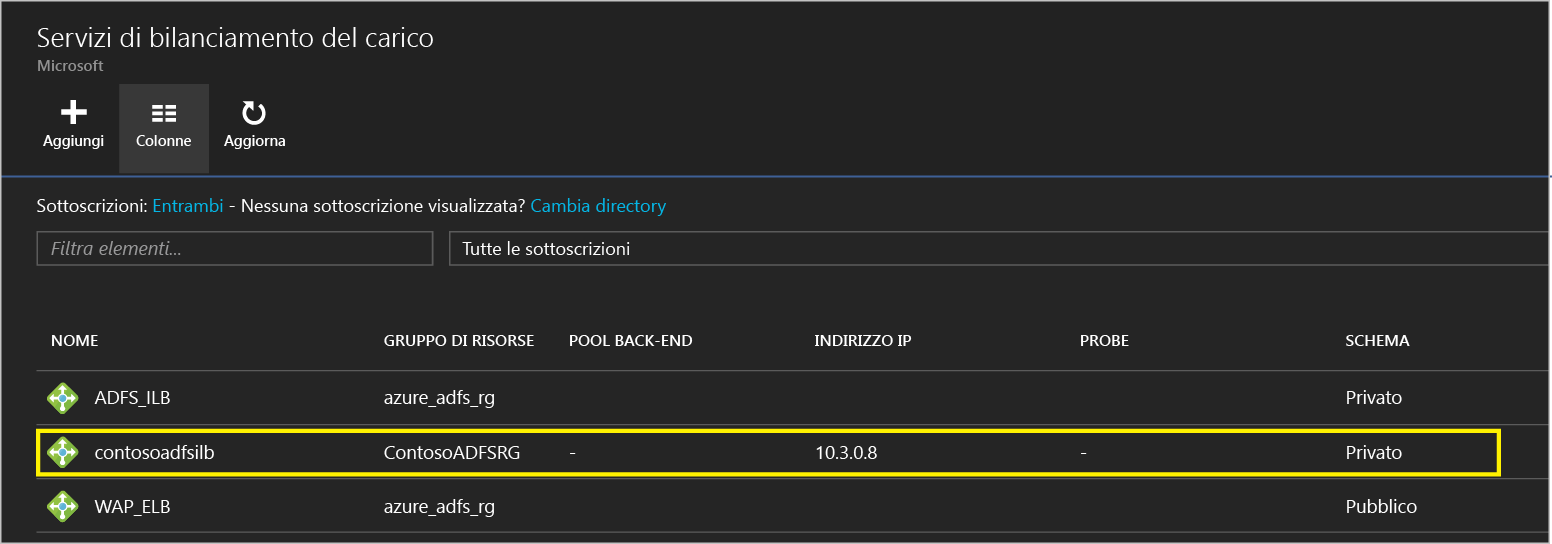 Servizi di bilanciamento del carico
Microsoft
Aggiungi Colonne Aggiorna
Sottoscrizioni: Entrambi - Nessuna sottoscrizione visualizzata? Cambia directory
Filtra elementi... Tutte le sottoscrizioni
NOME GRUPPO DI RISORSE POOL BACK-END INDIRIZZO IP PROBE SCHEMA
ADFS_ILB azure_adfs_rg Privato
contosoadfsilb ContosoADFSRG - 10.3.0.8 - Privato
WAP_ELB azure_adfs_rg Pubblico